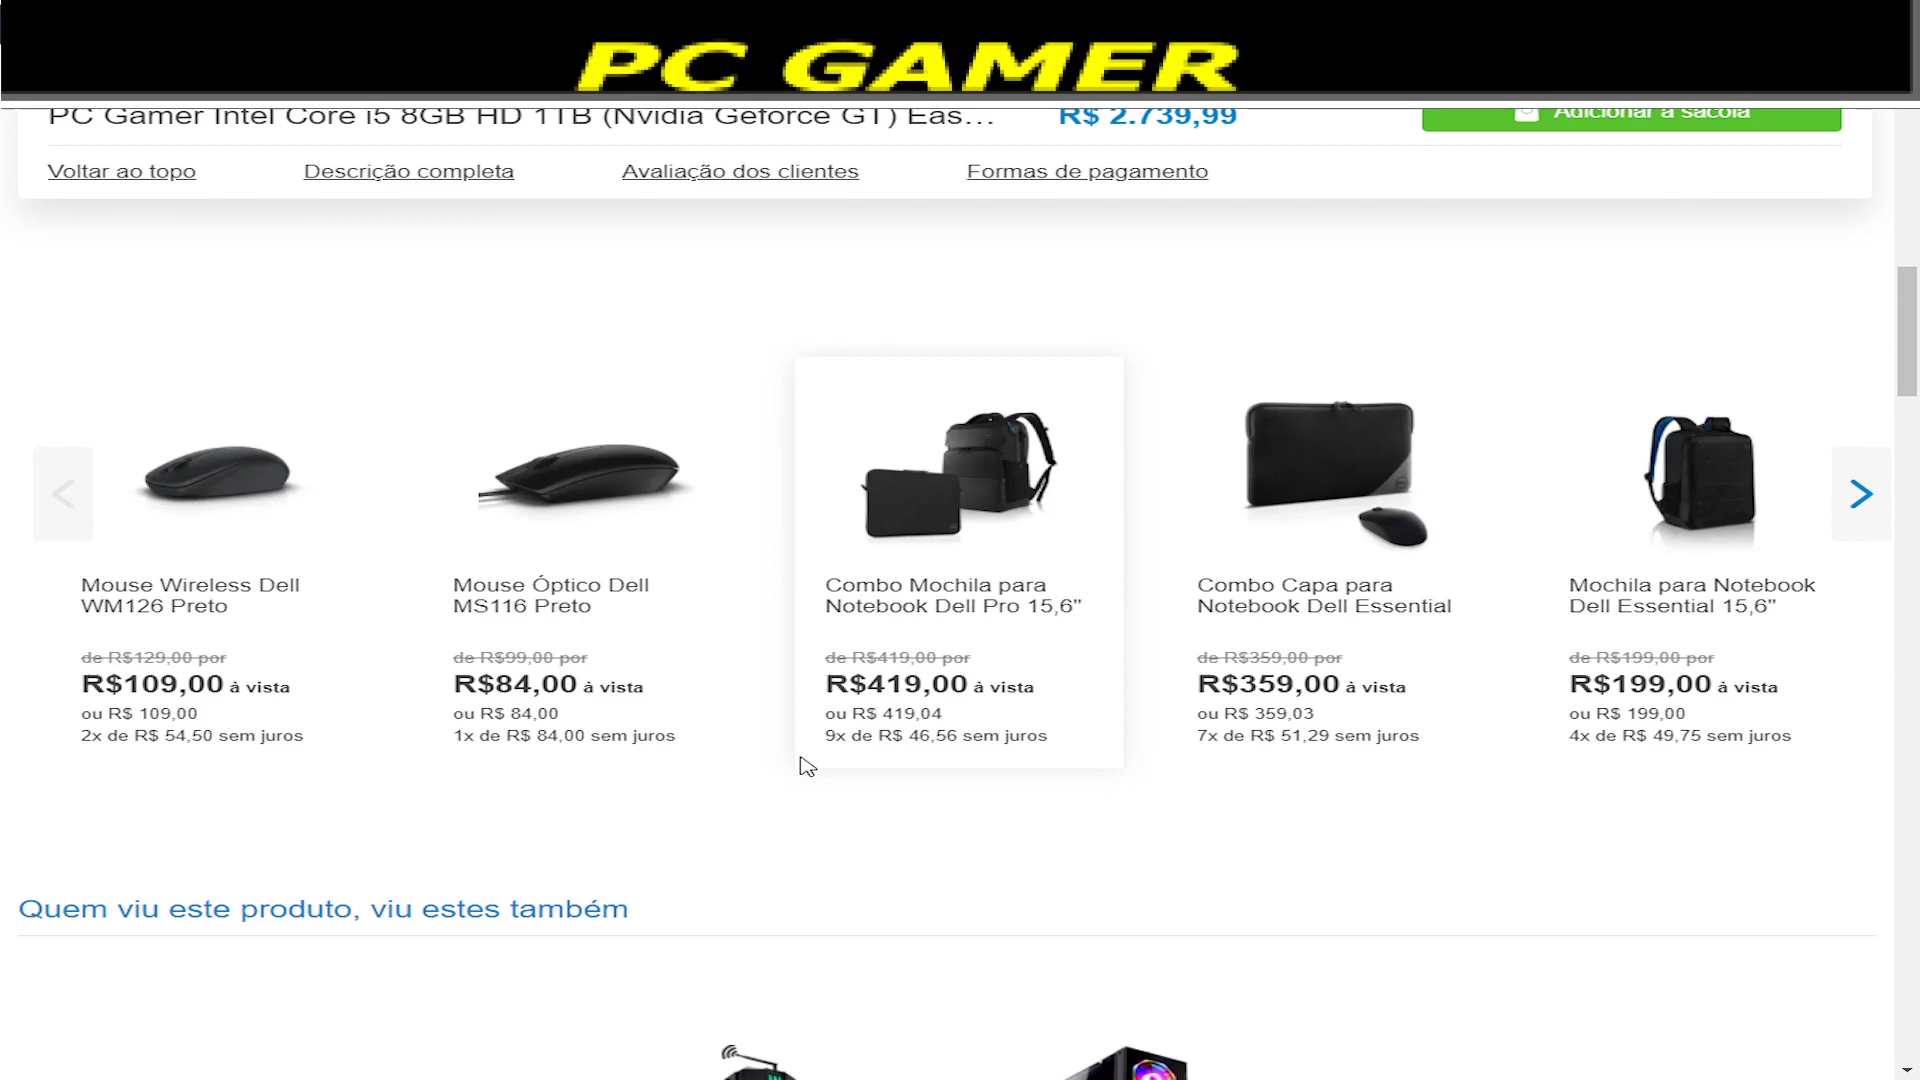 PC GAMER
PC Gamer Intel Core i5 8GB HD 1TB (Nvidia Geforce GT) Eas...
R$ 2.739,99
Adicionar à sacola
Voltar ao topo
Descrição completa
Avaliação dos clientes
Formas de pagamento
Mouse Wireless Dell
WM126 Preto
de R$129,00 por
R$109,00 à vista
ou R$ 109,00
2x de R$ 54,50 sem juros
Mouse Óptico Dell
MS116 Preto
de R$99,00 por
R$84,00 à vista
ou R$ 84,00
1x de R$ 84,00 sem juros
Combo Mochila para
Notebook Dell Pro 15,6"
de R$419,00 por
R$419,00 à vista
ou R$ 419,04
9x de R$ 46,56 sem juros
Combo Capa para
Notebook Dell Essential
de R$359,00 por
R$359,00 à vista
ou R$ 359,03
7x de R$ 51,29 sem juros
Mochila para Notebook
Dell Essential 15,6"
de R$199,00 por
R$199,00 à vista
ou R$ 199,00
4x de R$ 49,75 sem juros
Quem viu este produto, viu estes também